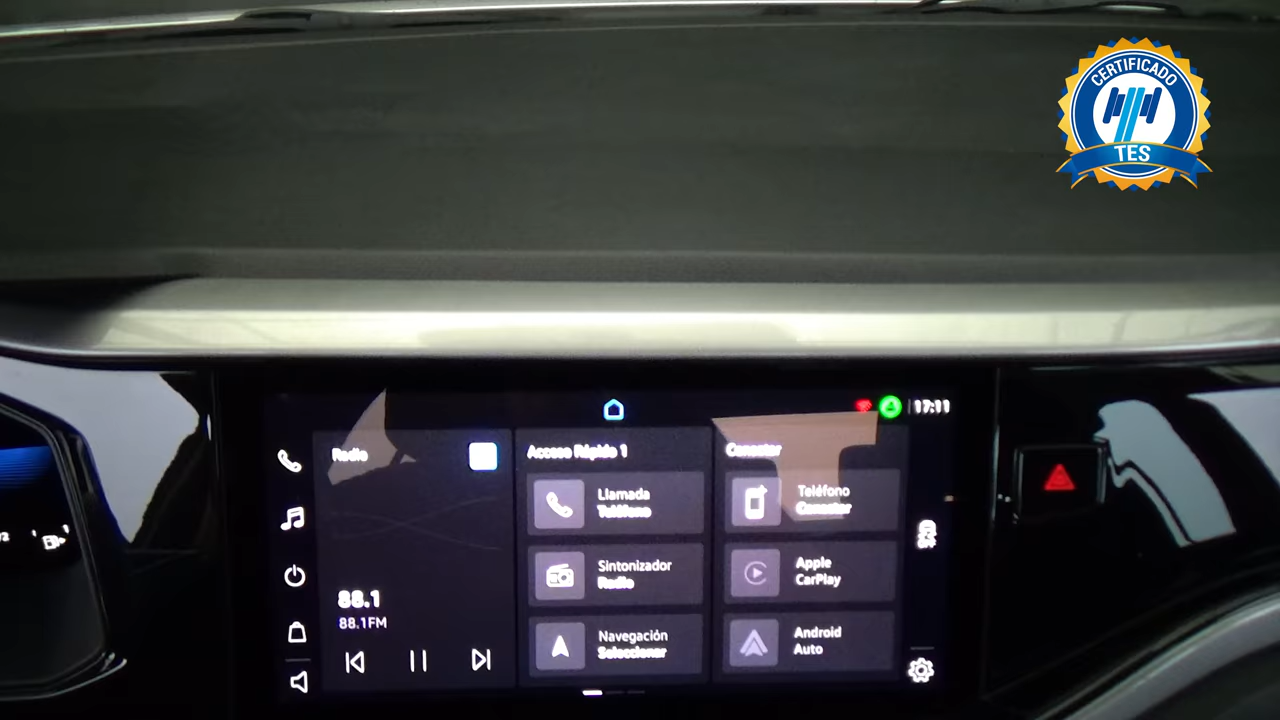 CERTIFICADO
TES
17:11
Radio
88.1
88.1FM
Acceso Rápido 1
Llamada
Teléfono
Sintonizador
Radio
Navegación
Seleccionar
Conectar
Teléfono
Conectar
Apple
CarPlay
Android
Auto